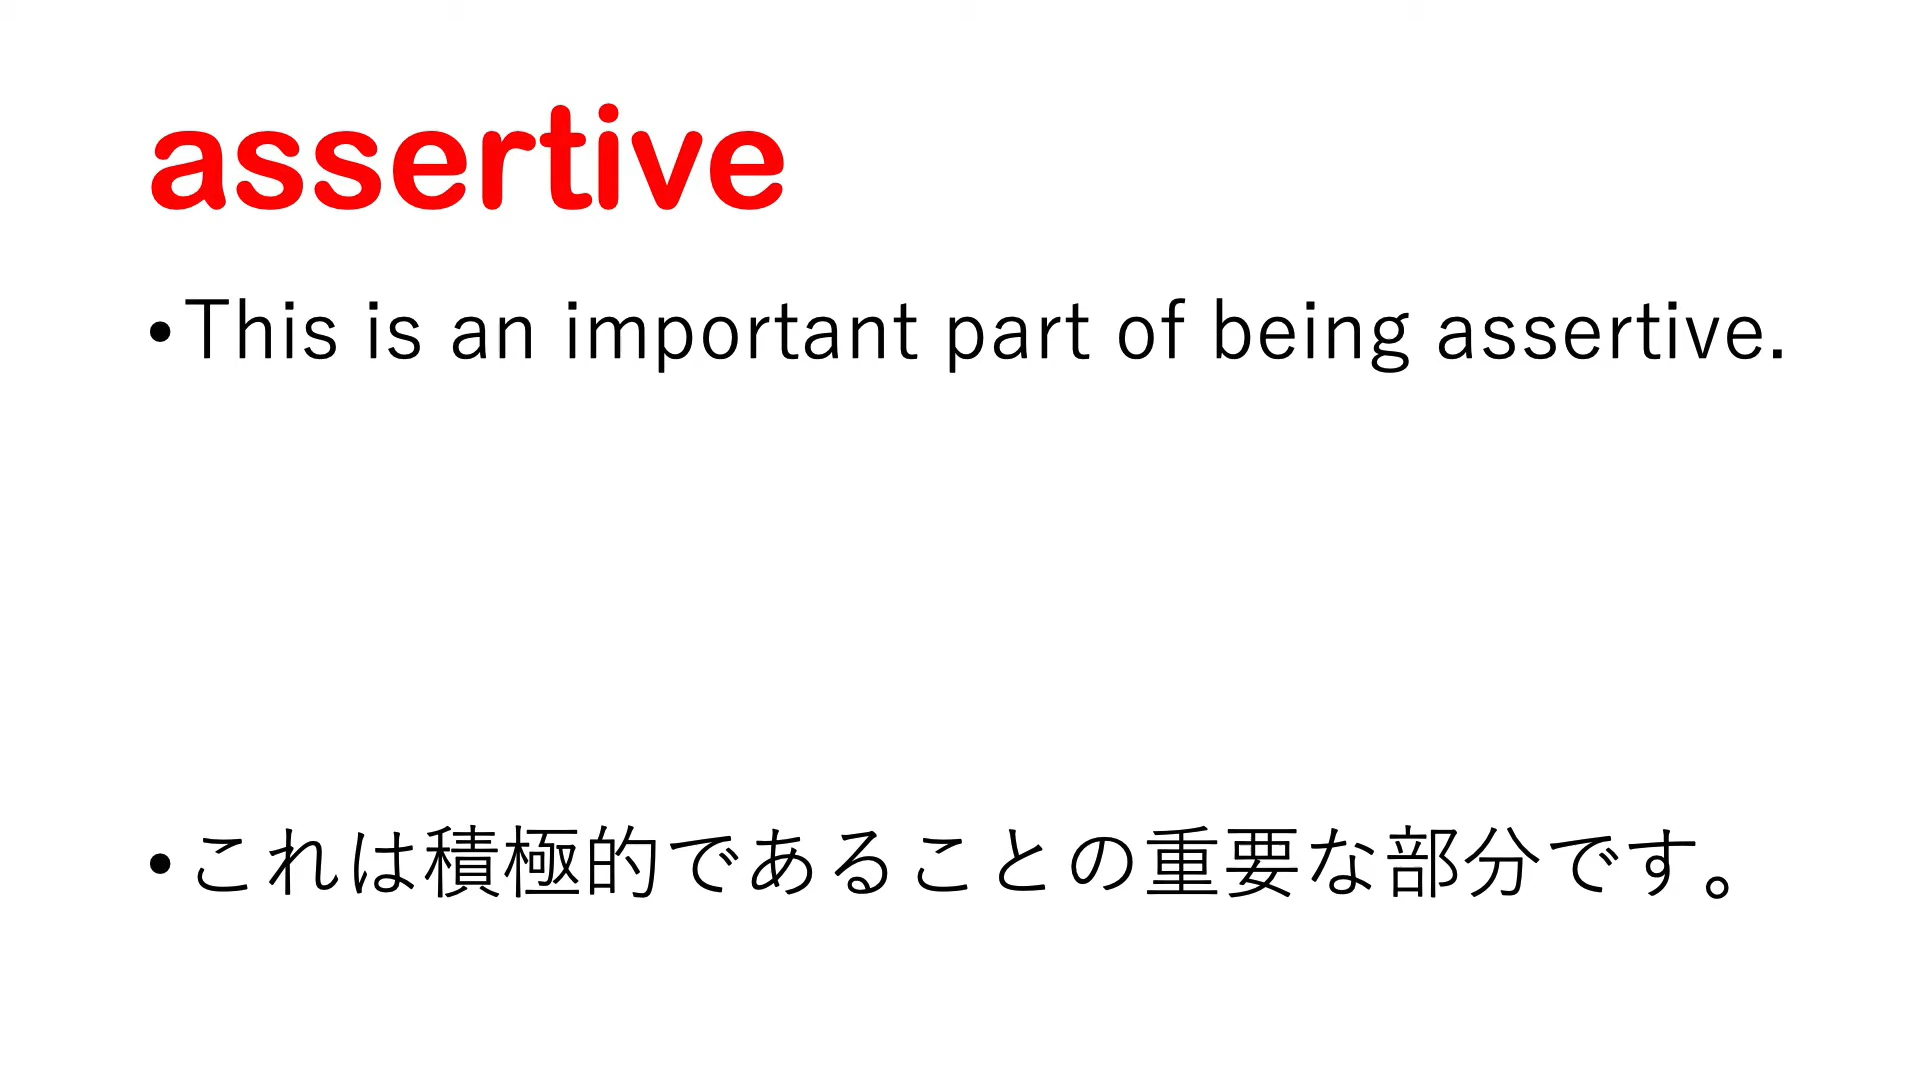 assertive
•This is an important part of being assertive.
•これは積極的であることの重要な部分です。